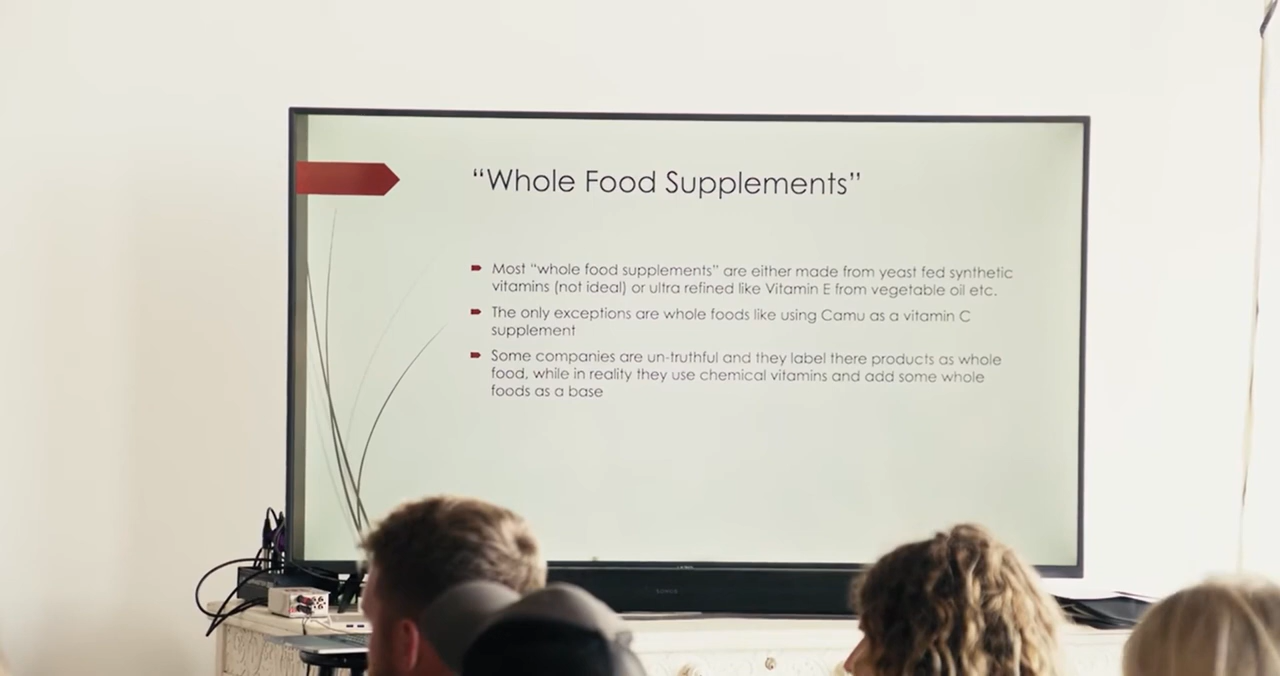 “Whole Food Supplements”
Most “whole food supplements” are either made from yeast fed synthetic
vitamins (not ideal) or ultra refined like Vitamin E from vegetable oil etc.
The only exceptions are whole foods like using Camu as a vitamin C
supplement
Some companies are un-truthful and they label there products as whole
food, while in reality they use chemical vitamins and add some whole
foods as a base
SONOS